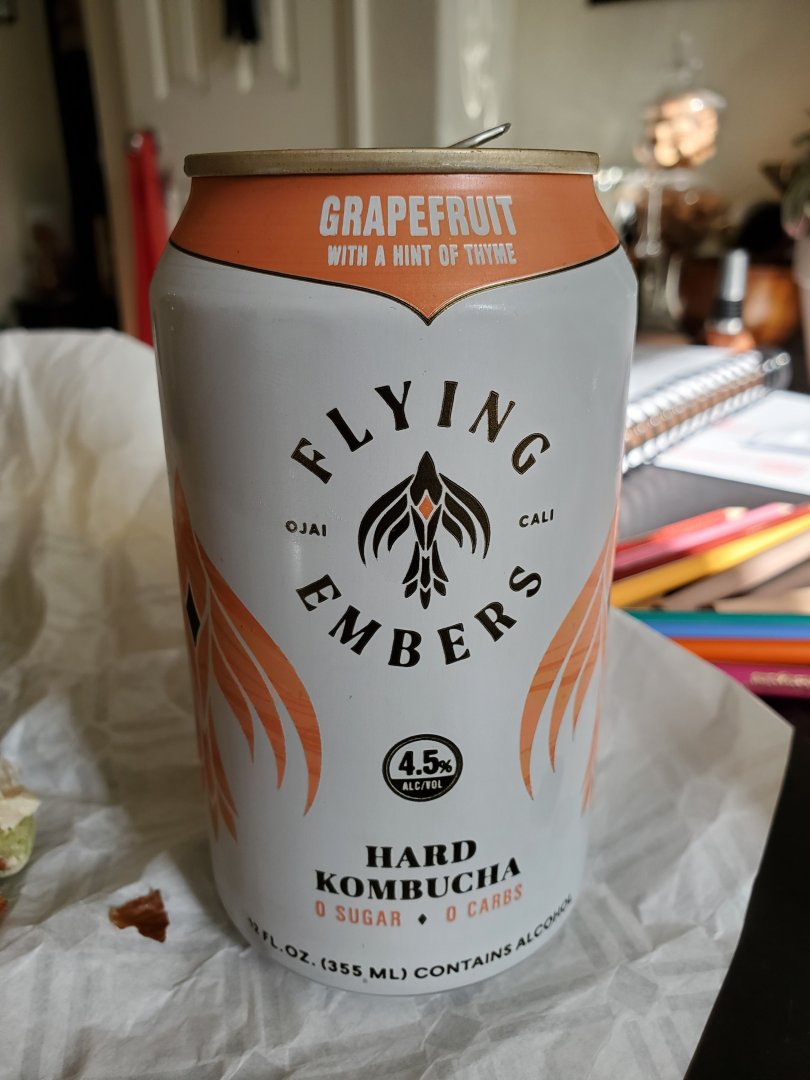 GRAPEFRUIT
WITH A HINT OF THYME
FLYING
OJAI CALI
EMBERS
4.5%
ALC/VOL
HARD
KOMBUCHA
0 SUGAR ♦ 0 CARBS
12 FL. OZ. (355 ML) CONTAINS ALCOHOL